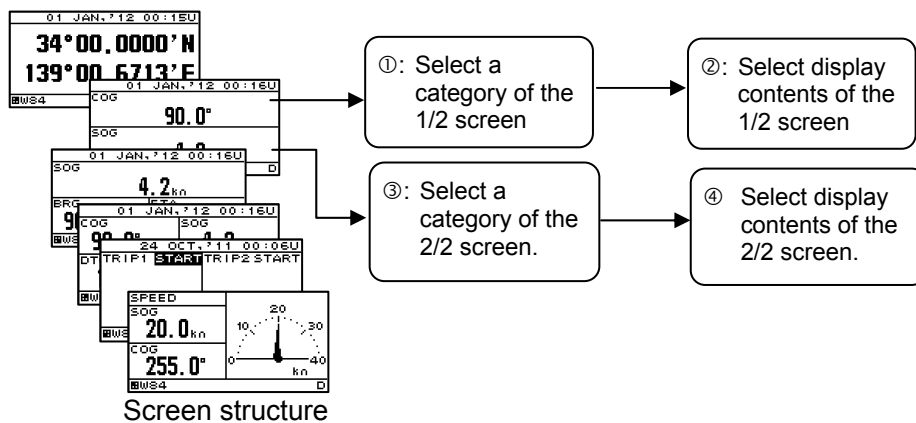 01 JAN,'12 00:15U
34°00.0000'N
139°00.6713'E
W84
01 JAN,'12 00:16U
COG
90.0°
SOG
D
01 JAN,'12 00:16U
SOG
4.2kn
BRG
01 JAN,'12 00:16U
COG
SOG
24 OCT,'11 00:06U
TRIP1 START TRIP2 START
SPEED
SOG
20.0kn
COG
255.0°
0 10 20 30 40
kn
W84
D
①: Select a
category of the
1/2 screen
②: Select display
contents of the
1/2 screen
③: Select a
category of the
2/2 screen.
④ Select display
contents of the
2/2 screen.
Screen structure